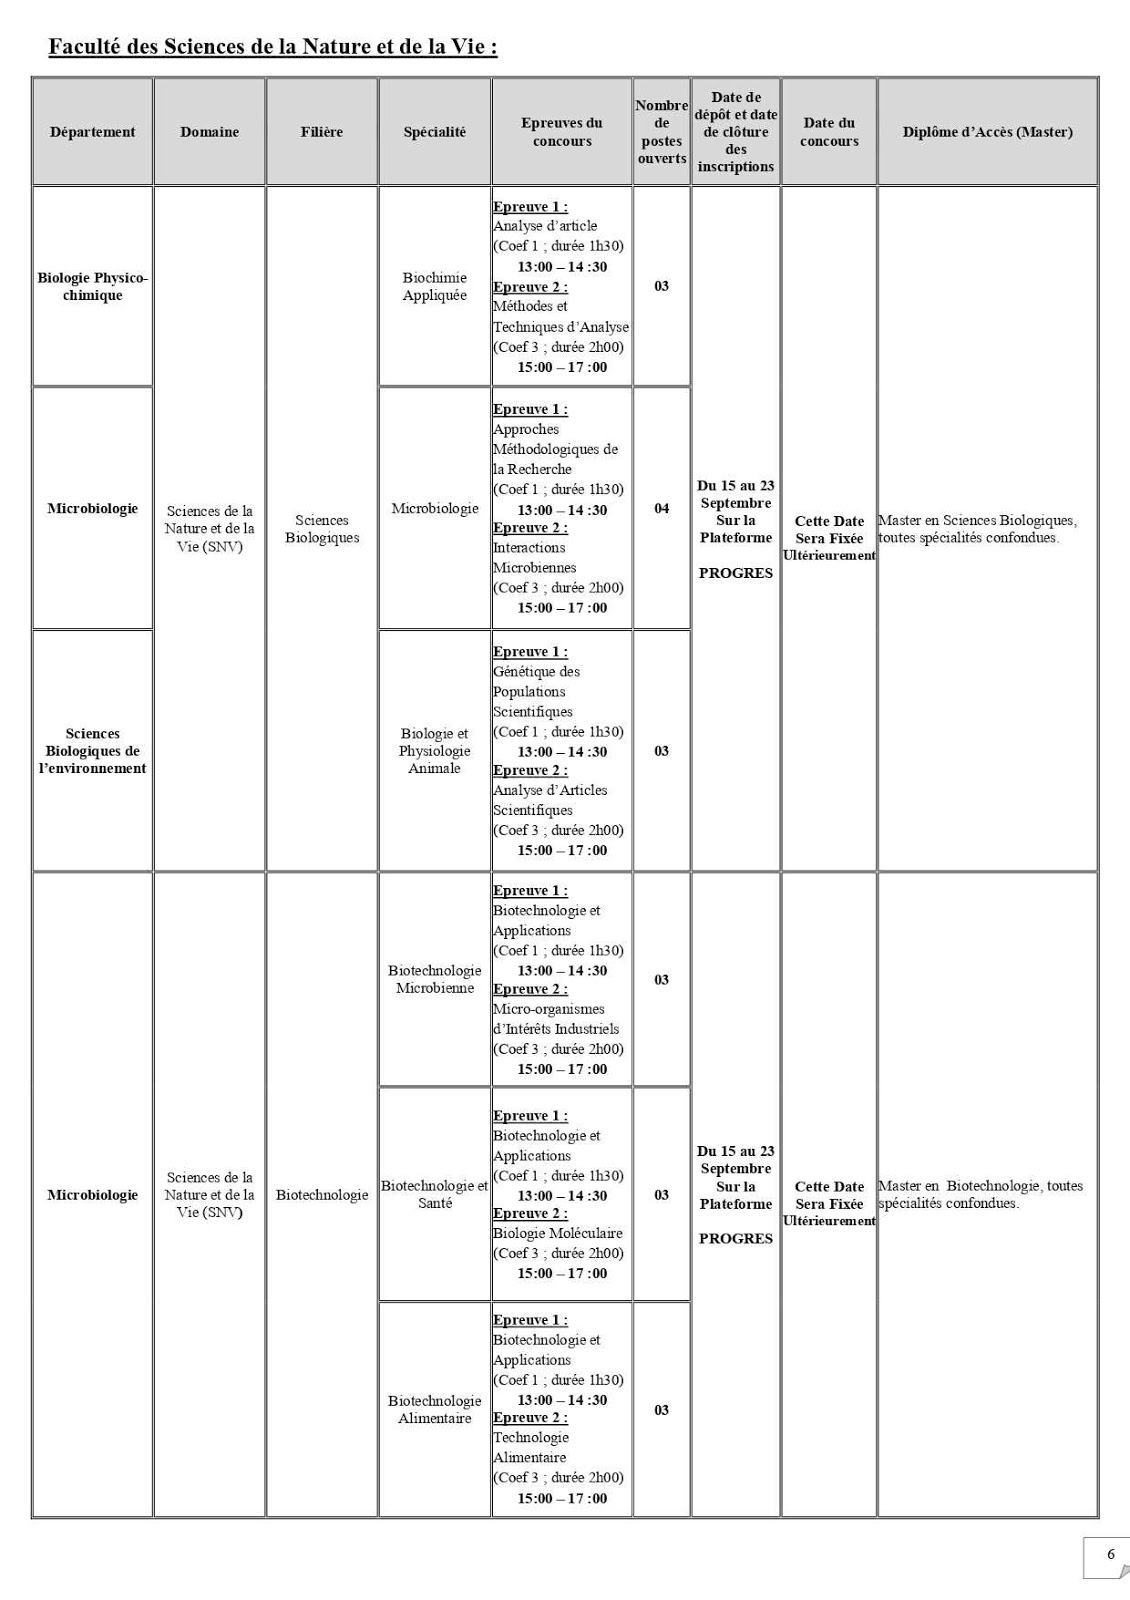 Faculté des Sciences de la Nature et de la Vie :
Département
Domaine
Filière
Spécialité
Epreuves du
concours
Nombre
de
postes
ouverts
Date de
dépôt et date
de clôture
des
inscriptions
Date du
concours
Diplôme d’Accès (Master)
Biologie Physico-
chimique
Sciences de la
Nature et de la
Vie (SNV)
Sciences
Biologiques
Biochimie
Appliquée
Epreuve 1 :
Analyse d’article
(Coef 1 ; durée 1h30)
13:00 – 14 :30
Epreuve 2 :
Méthodes et
Techniques d’Analyse
(Coef 3 ; durée 2h00)
15:00 – 17 :00
03
Du 15 au 23
Septembre
Sur la
Plateforme
PROGRES
Cette Date
Sera Fixée
Ultérieurement
Master en Sciences Biologiques,
toutes spécialités confondues.
Microbiologie
Microbiologie
Epreuve 1 :
Approches
Méthodologiques de
la Recherche
(Coef 1 ; durée 1h30)
13:00 – 14 :30
Epreuve 2 :
Interactions
Microbiennes
(Coef 3 ; durée 2h00)
15:00 – 17 :00
04
Sciences
Biologiques de
l’environnement
Biologie et
Physiologie
Animale
Epreuve 1 :
Génétique des
Populations
Scientifiques
(Coef 1 ; durée 1h30)
13:00 – 14 :30
Epreuve 2 :
Analyse d’Articles
Scientifiques
(Coef 3 ; durée 2h00)
15:00 – 17 :00
03
Microbiologie
Sciences de la
Nature et de la
Vie (SNV)
Biotechnologie
Biotechnologie
Microbienne
Epreuve 1 :
Biotechnologie et
Applications
(Coef 1 ; durée 1h30)
13:00 – 14 :30
Epreuve 2 :
Micro-organismes
d’Intérêts Industriels
(Coef 3 ; durée 2h00)
15:00 – 17 :00
03
Du 15 au 23
Septembre
Sur la
Plateforme
PROGRES
Cette Date
Sera Fixée
Ultérieurement
Master en  Biotechnologie, toutes
spécialités confondues.
Biotechnologie et
Santé
Epreuve 1 :
Biotechnologie et
Applications
(Coef 1 ; durée 1h30)
13:00 – 14 :30
Epreuve 2 :
Biologie Moléculaire
(Coef 3 ; durée 2h00)
15:00 – 17 :00
03
Biotechnologie
Alimentaire
Epreuve 1 :
Biotechnologie et
Applications
(Coef 1 ; durée 1h30)
13:00 – 14 :30
Epreuve 2 :
Technologie
Alimentaire
(Coef 3 ; durée 2h00)
15:00 – 17 :00
03
6